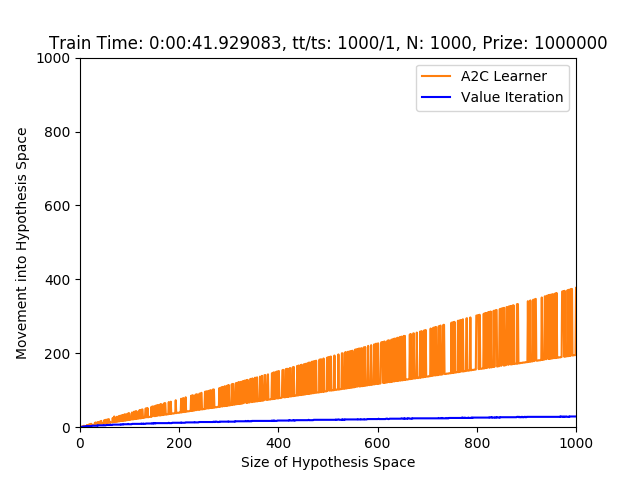 Train Time: 0:00:41.929083, tt/ts: 1000/1, N: 1000, Prize: 1000000
A2C Learner
Value Iteration
Movement into Hypothesis Space
1000
800
600
400
200
0
0 200 400 600 800 1000
Size of Hypothesis Space